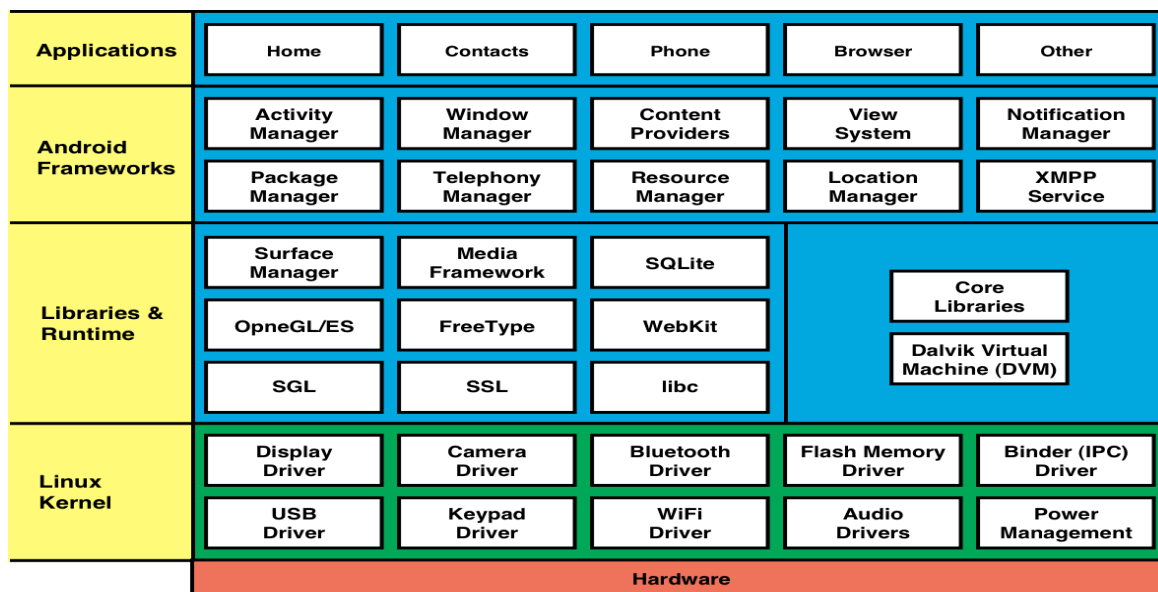 Applications
Home
Contacts
Phone
Browser
Other
Android
Frameworks
Activity
Manager
Window
Manager
Content
Providers
View
System
Notification
Manager
Package
Manager
Telephony
Manager
Resource
Manager
Location
Manager
XMPP
Service
Libraries &
Runtime
Surface
Manager
Media
Framework
SQLite
OpneGL/ES
FreeType
WebKit
SGL
SSL
libc
Core
Libraries
Dalvik Virtual
Machine (DVM)
Linux
Kernel
Display
Driver
Camera
Driver
Bluetooth
Driver
Flash Memory
Driver
Binder (IPC)
Driver
USB
Driver
Keypad
Driver
WiFi
Driver
Audio
Drivers
Power
Management
Hardware